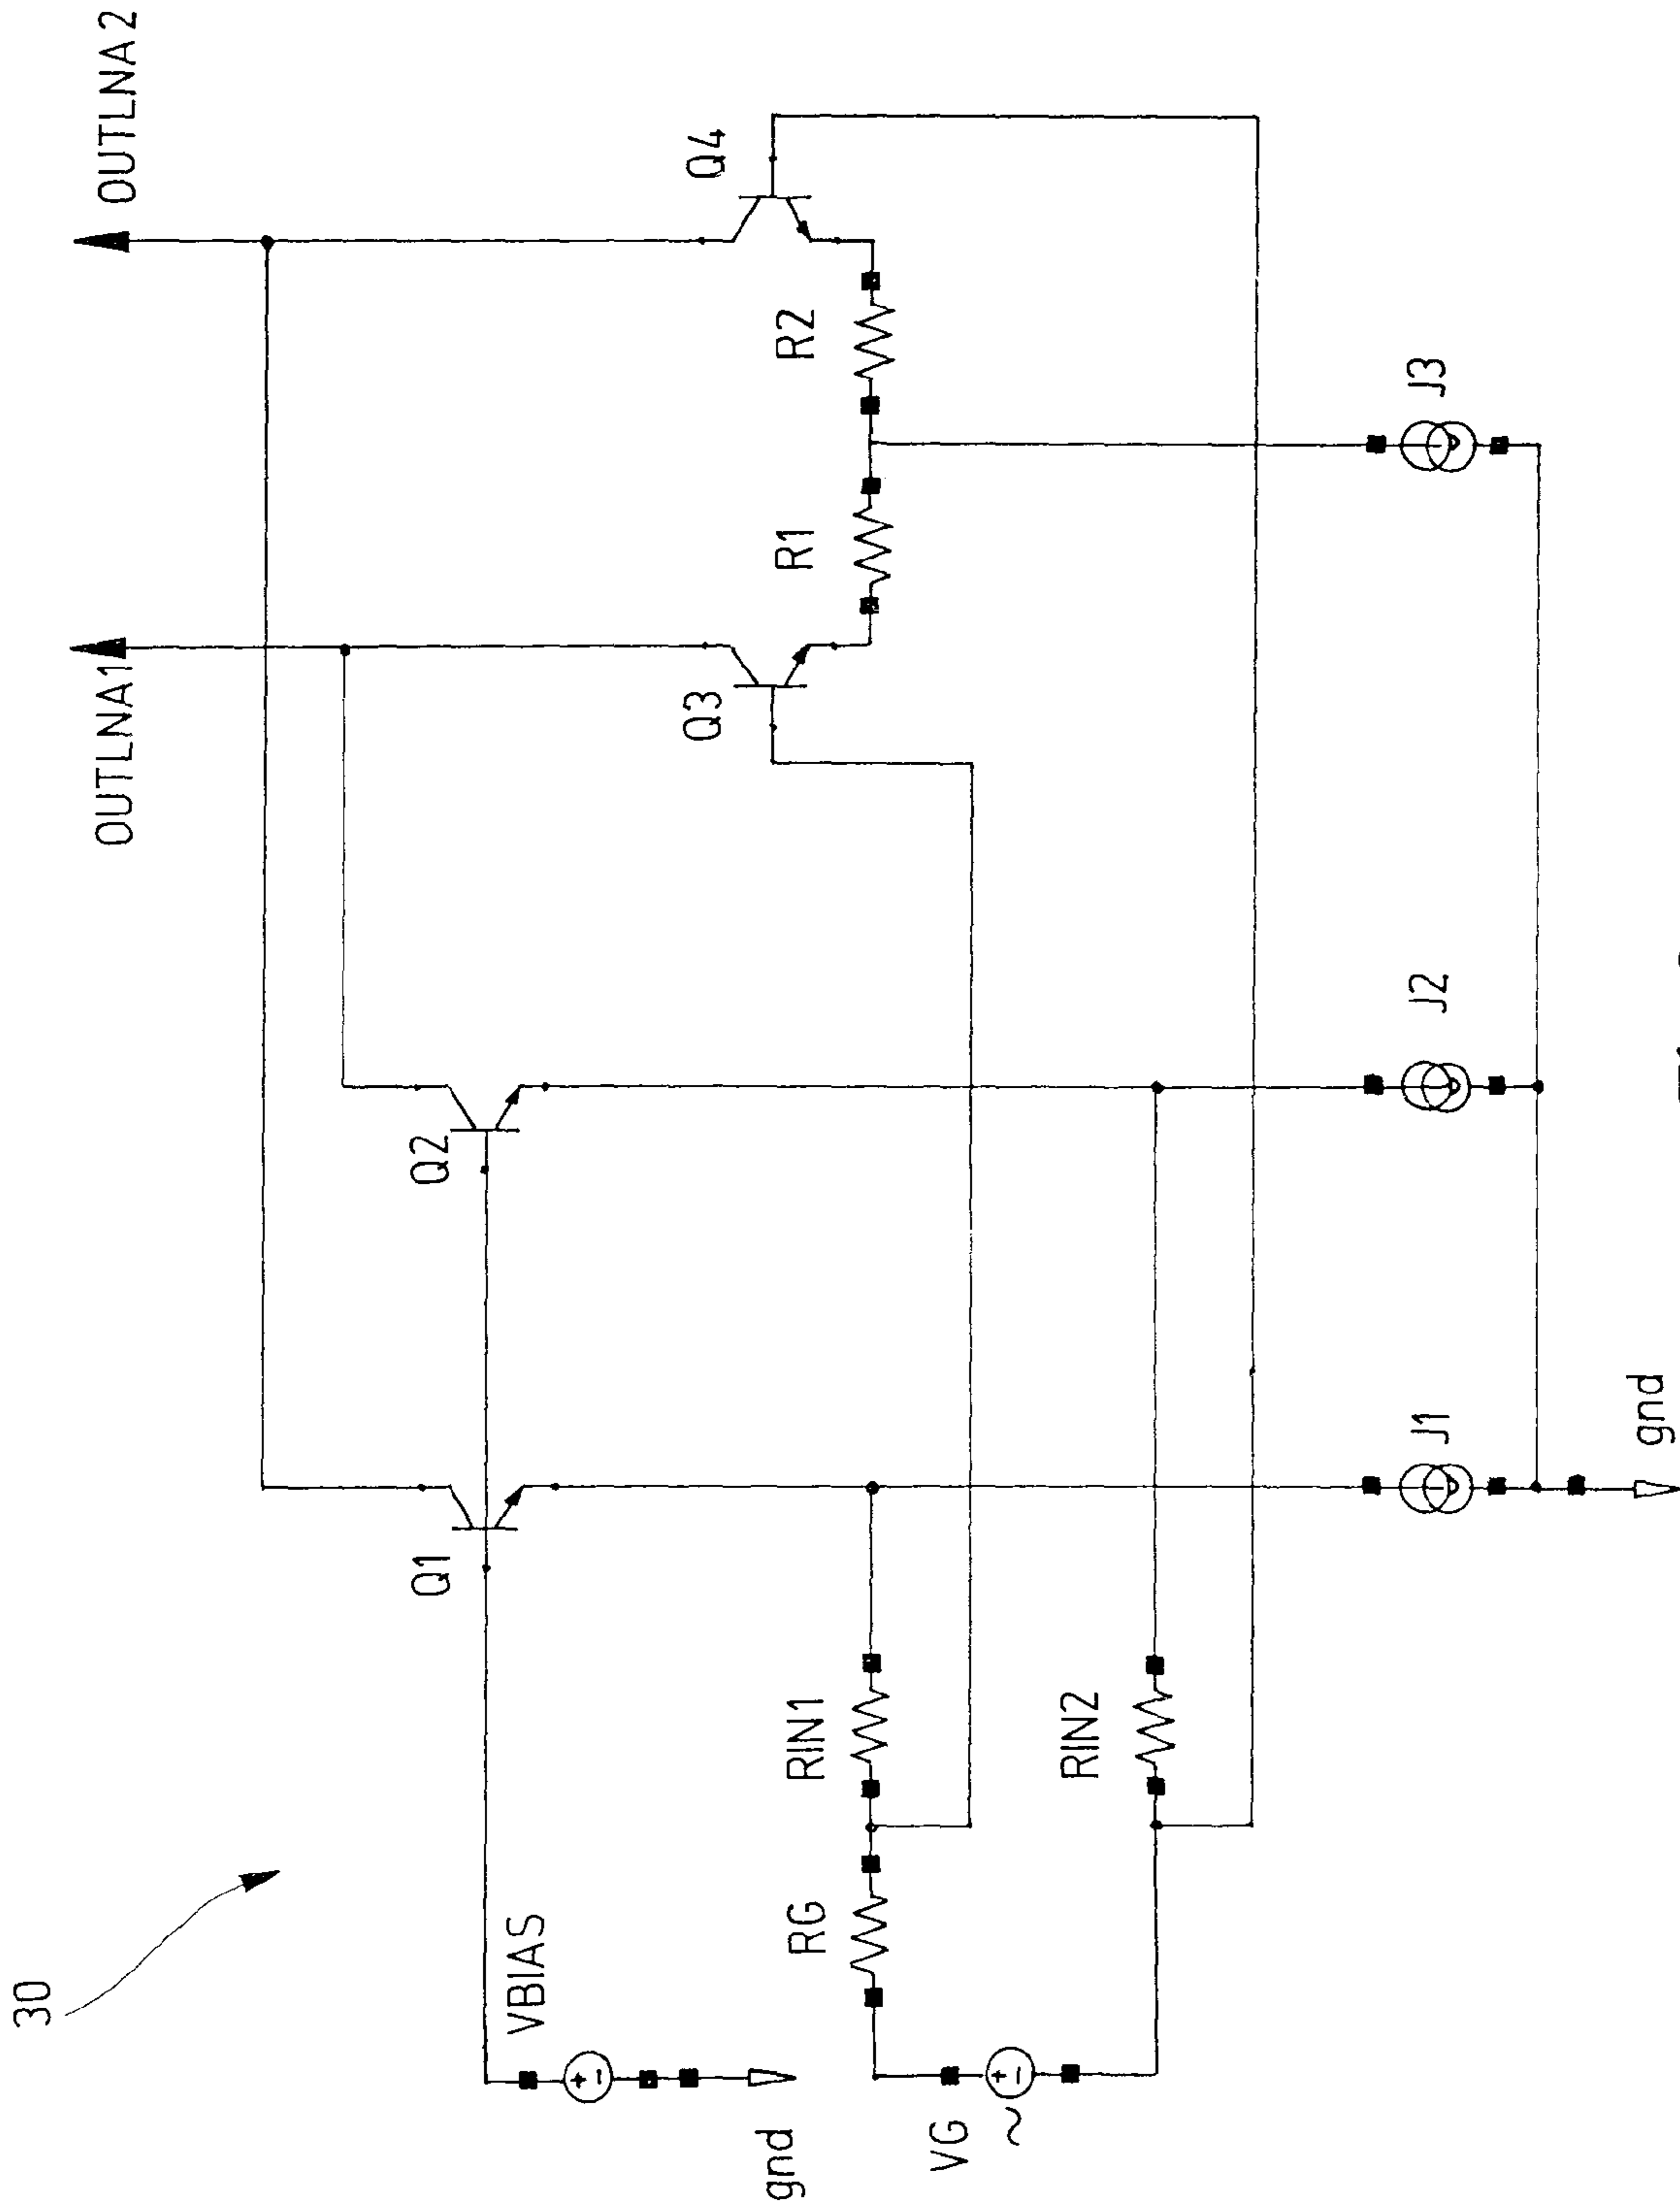 30
OUTLNA1
OUTLNA2
Q1
Q2
Q3
Q4
VBIAS
gnd
RG
RIN1
R1
R2
VG
RIN2
J1
J2
J3
gnd